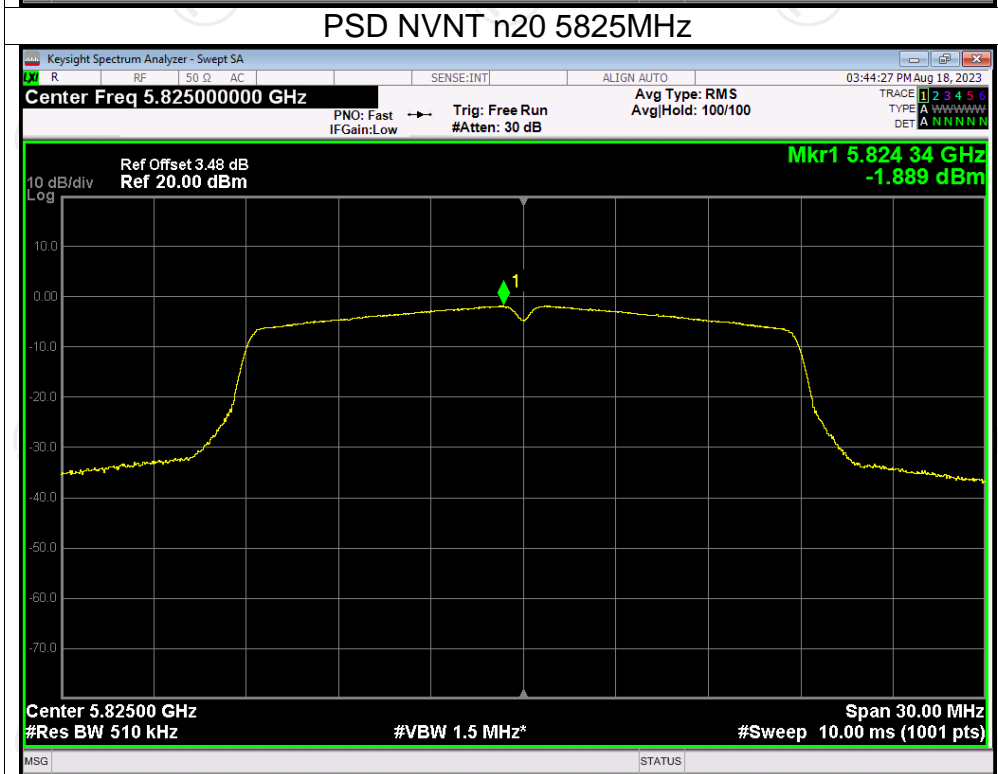 PSD NVNT n20 5825MHz
Keysight Spectrum Analyzer - Swept SA
LXI R RF 50 Ω AC SENSE:INT ALIGN AUTO 03:44:27 PM Aug 18, 2023
Center Freq 5.825000000 GHz
PNO: Fast
IFGain:Low
Trig: Free Run
#Atten: 30 dB
Avg Type: RMS
Avg|Hold: 100/100
TRACE 1 2 3 4 5 6
TYPE A WWWWW
DET A N N N N N
Mkr1 5.824 34 GHz
-1.889 dBm
Ref Offset 3.48 dB
10 dB/div Ref 20.00 dBm
Log
10.0
1
0.00
-10.0
-20.0
-30.0
-40.0
-50.0
-60.0
-70.0
Center 5.82500 GHz Span 30.00 MHz
#Res BW 510 kHz #VBW 1.5 MHz* #Sweep 10.00 ms (1001 pts)
MSG STATUS